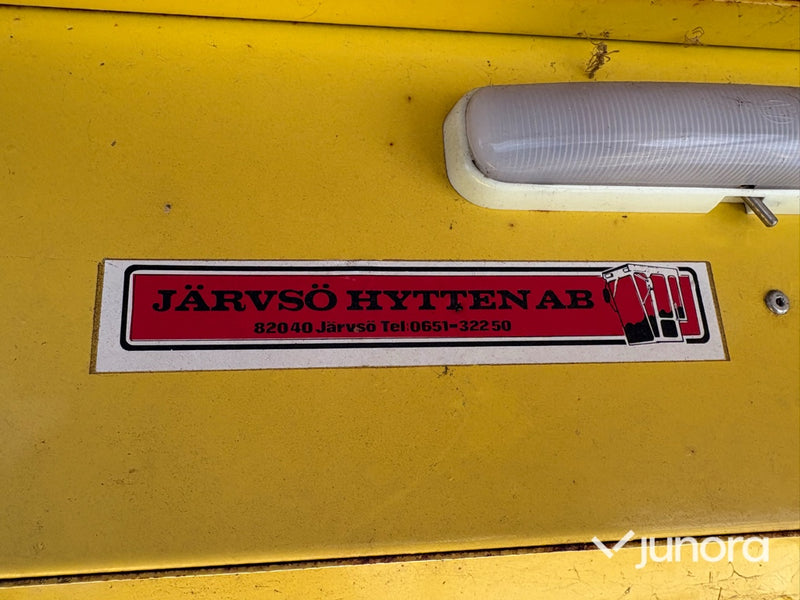 JÄRVSÖ HYTTEN AB
820 40 Järvsö Tel 0651-322 50
junora